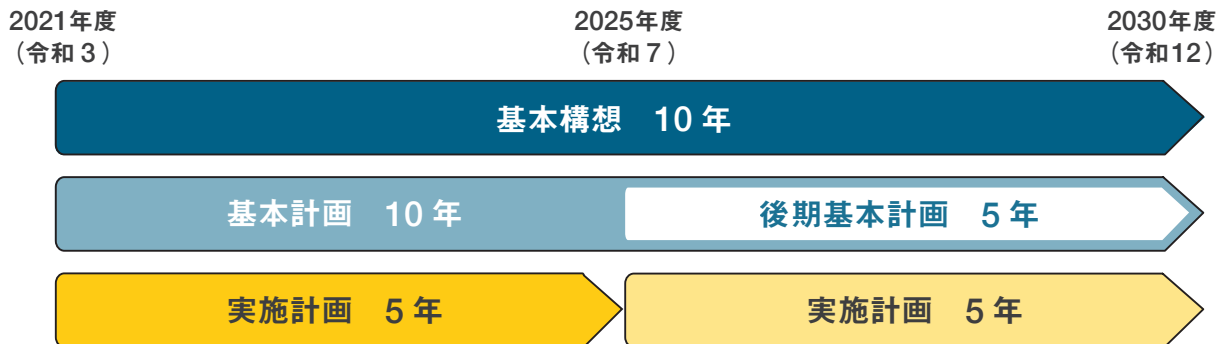 2021年度 2025年度 2030年度
（令和３） （令和７） （令和12）
基本構想　10 年
基本計画　10 年 後期基本計画　5 年
実施計画　5 年 実施計画　5 年